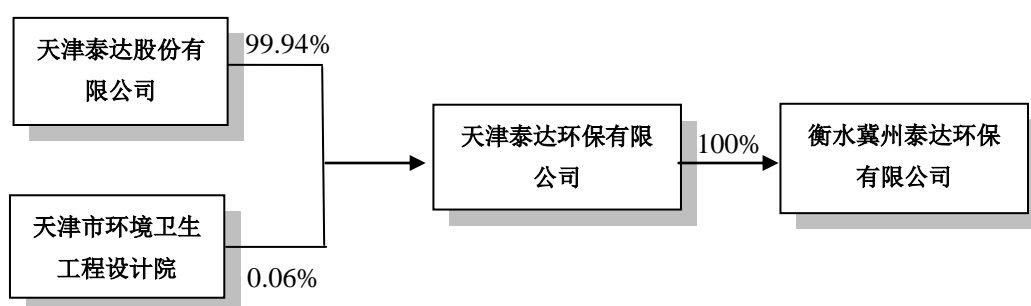 天津泰达股份有
限公司
99.94%
天津市环境卫生
工程设计院
0.06%
天津泰达环保有限
公司
100%
衡水冀州泰达环保
有限公司